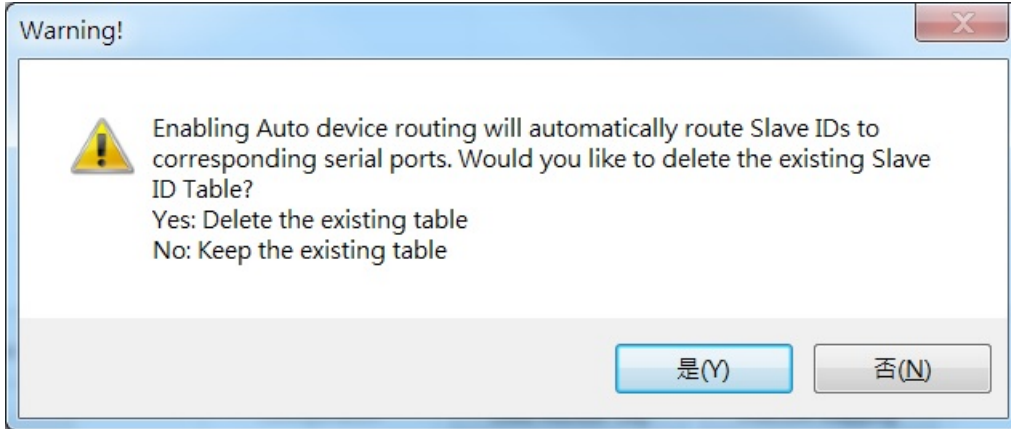 Warning!
Enabling Auto device routing will automatically route Slave IDs to
corresponding serial ports. Would you like to delete the existing Slave
ID Table?
Yes: Delete the existing table
No: Keep the existing table
是(Y)
否(N)